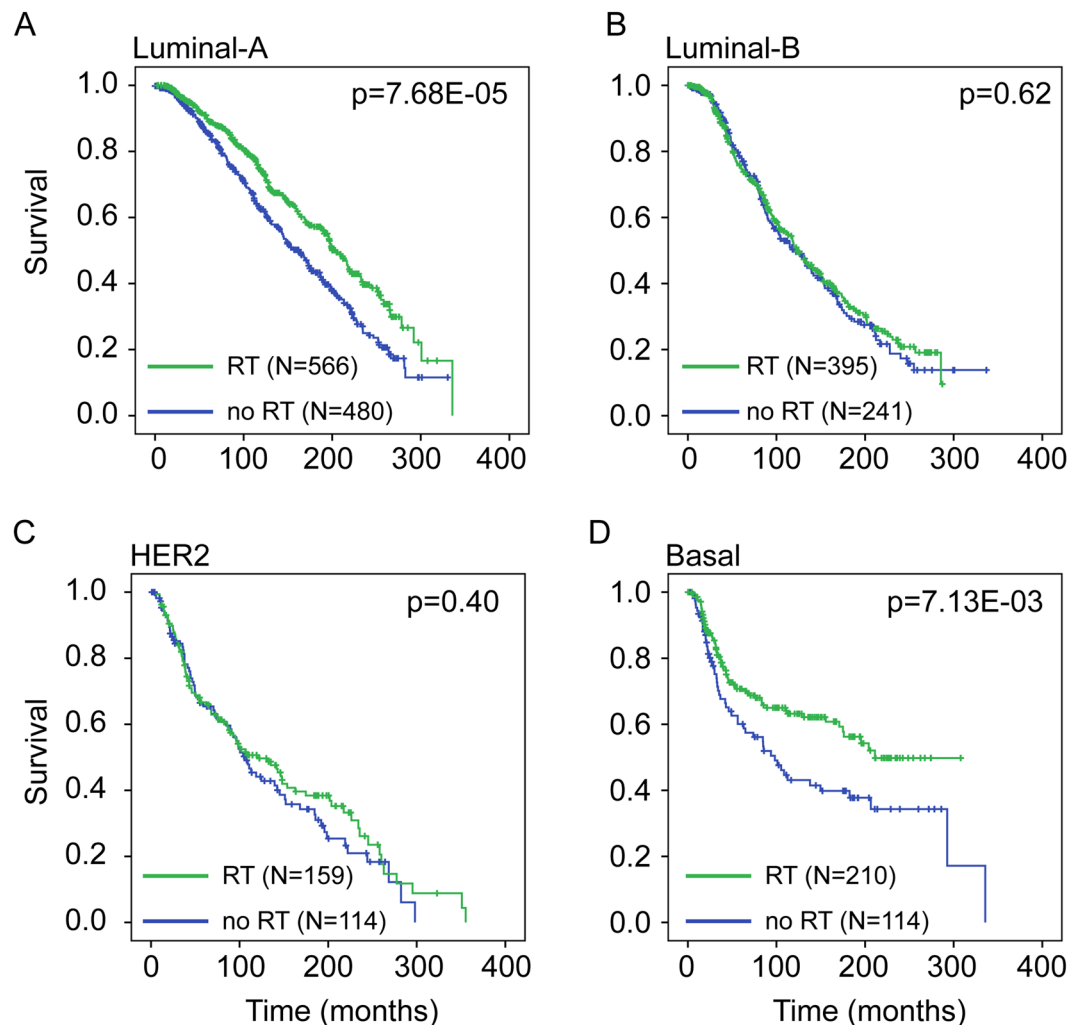 A
Luminal-A
p=7.68E-05
Survival
1.0
0.8
0.6
0.4
0.2
0.0
RT (N=566)
no RT (N=480)
0 100 200 300 400
B
Luminal-B
p=0.62
1.0
0.8
0.6
0.4
0.2
0.0
RT (N=395)
no RT (N=241)
0 100 200 300 400
C
HER2
p=0.40
Survival
1.0
0.8
0.6
0.4
0.2
0.0
RT (N=159)
no RT (N=114)
0 100 200 300 400
Time (months)
D
Basal
p=7.13E-03
1.0
0.8
0.6
0.4
0.2
0.0
RT (N=210)
no RT (N=114)
0 100 200 300 400
Time (months)